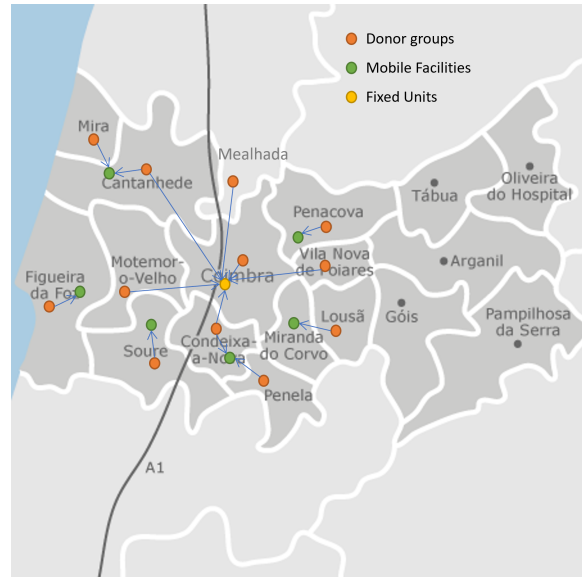 Donor groups
Mobile Facilities
Fixed Units
Mira
Mealhada
Cantanhede
Oliveira
do Hospital
Tábua
Penacova
Vila Nova
de Poiares
Motemor-
o-Velho
Coimbra
Arganil
Figueira
da Foz
Góis
Lousã
Pampilhosa
da Serra
Miranda
do Corvo
Condeixa-
a-Nova
Soure
Penela
A1